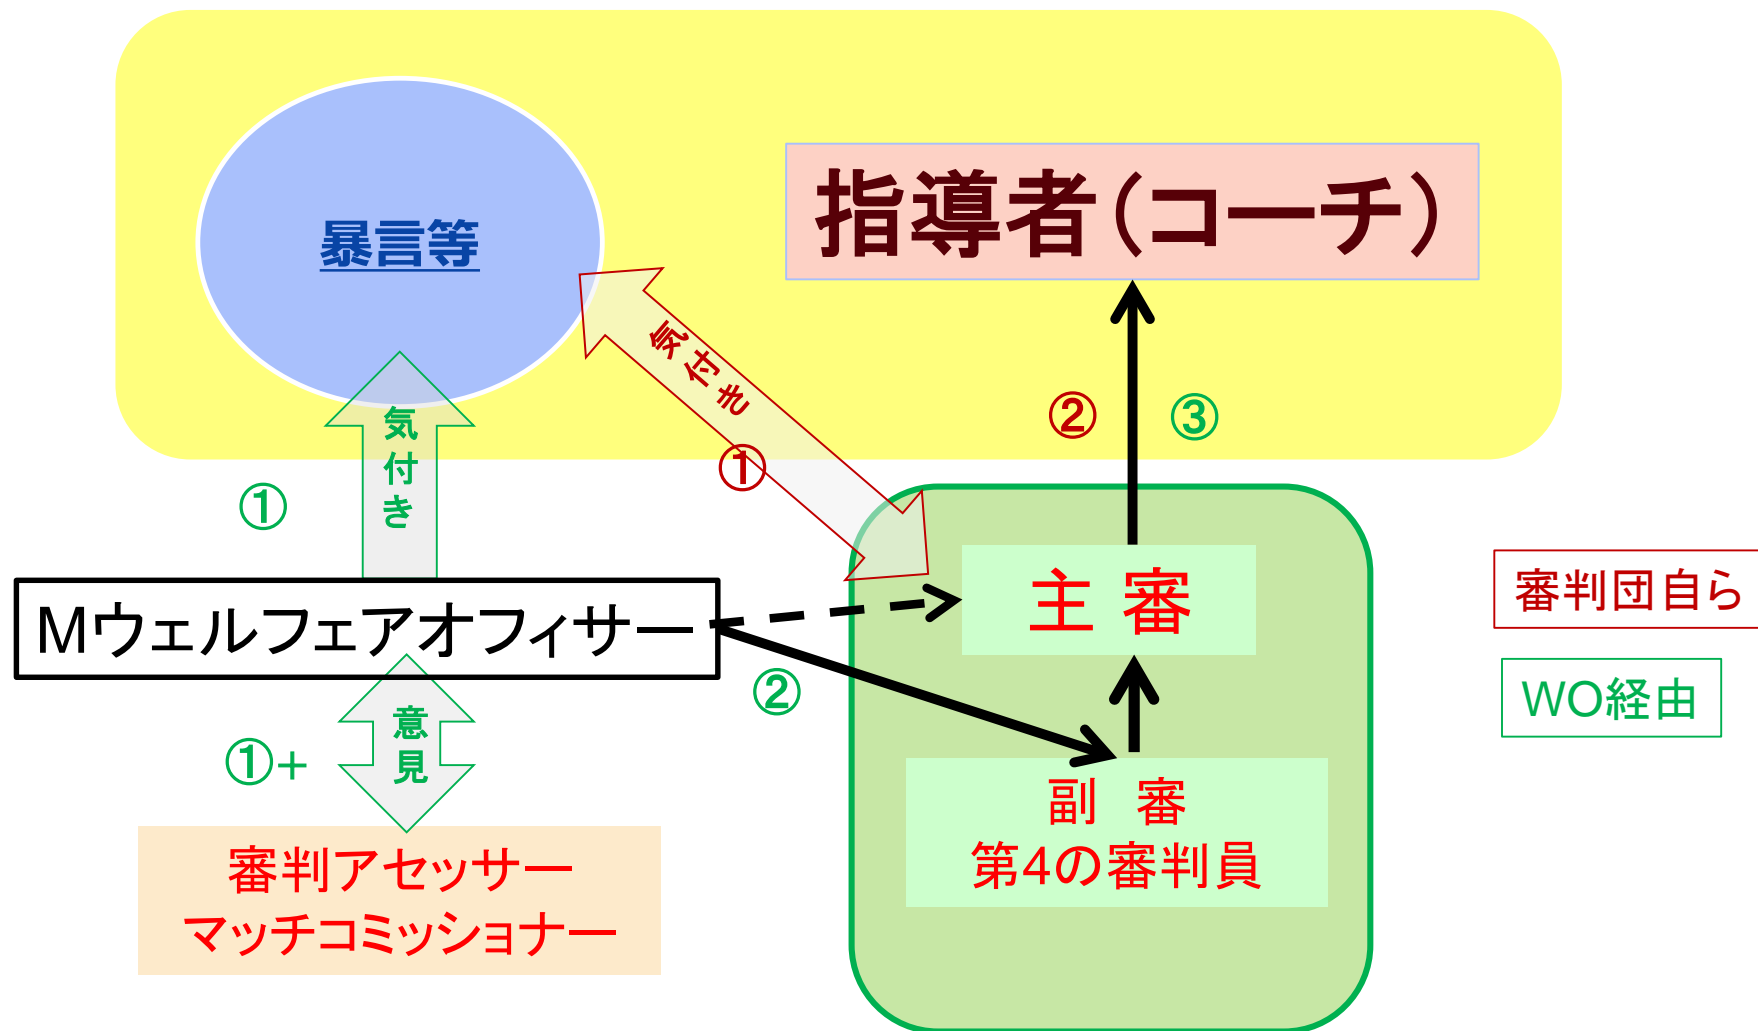 暴言等
指導者(コーチ)
気付き
気付き
①
①
②
③
Mウェルフェアオフィサー
②
主 審
審判団自ら
WO経由
意見
①+
副 審
第4の審判員
審判アセッサー
マッチコミッショナー